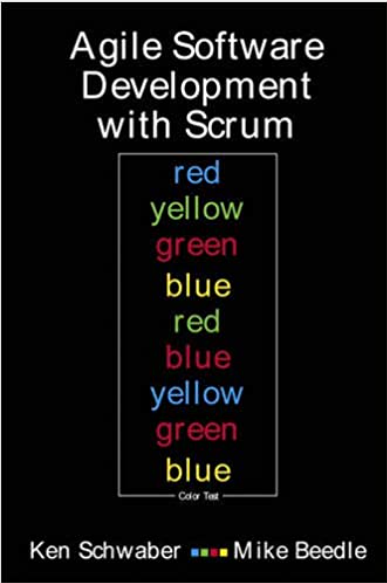 Agile Software
Development
with Scrum
red
yellow
green
blue
red
blue
yellow
green
blue
Color Test
Ken Schwaber Mike Beedle